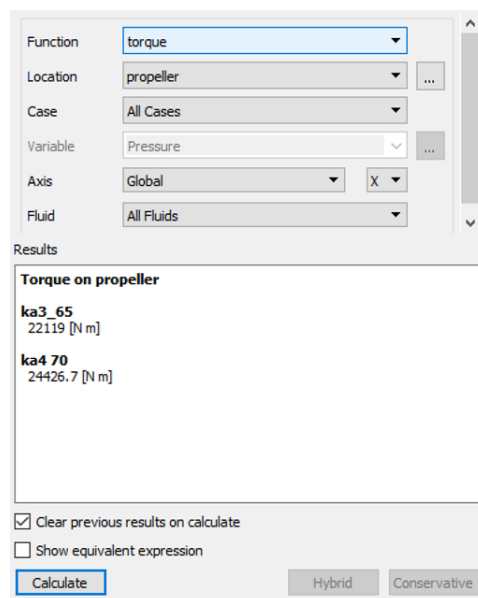 Function torque
Location propeller ...
Case All Cases
Variable Pressure ...
Axis Global X
Fluid All Fluids
Results
Torque on propeller
ka3_65
22119 [N m]
ka4 70
24426.7 [N m]
Clear previous results on calculate
Show equivalent expression
Calculate Hybrid Conservative